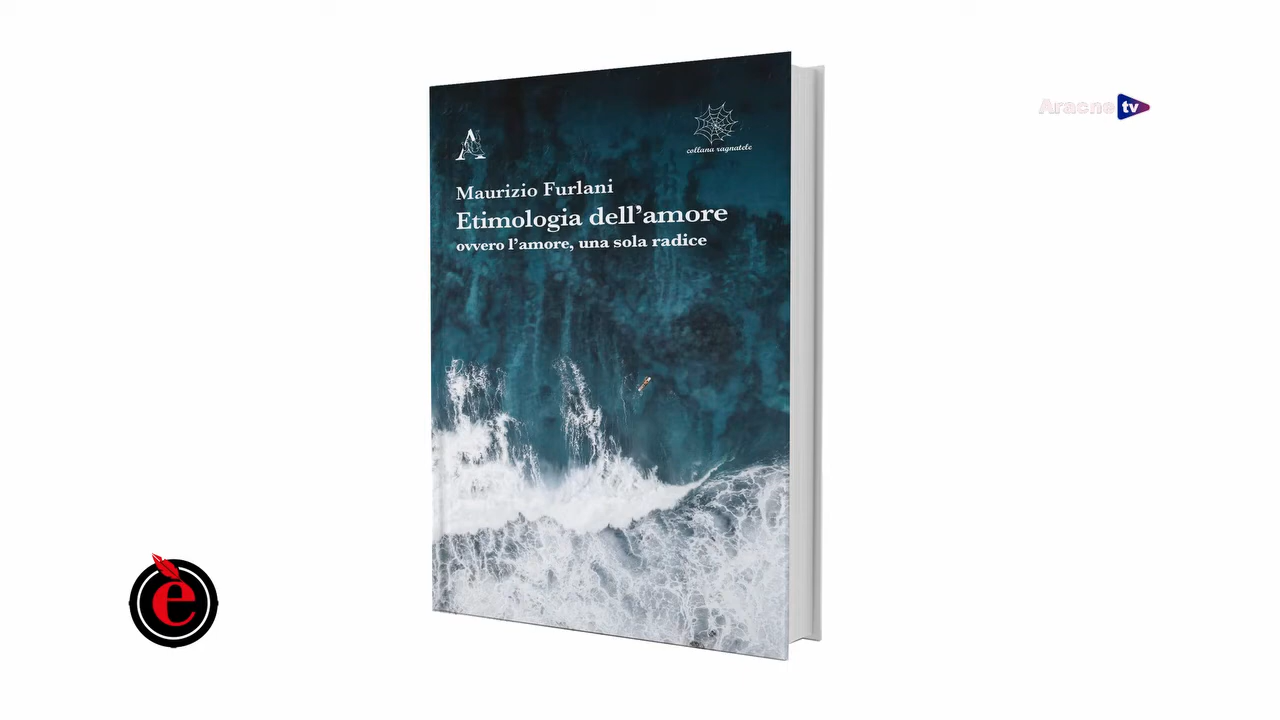 Aracne tv
collana ragnatele
Maurizio Furlani
Etimologia dell'amore
ovvero l'amore, una sola radice
è